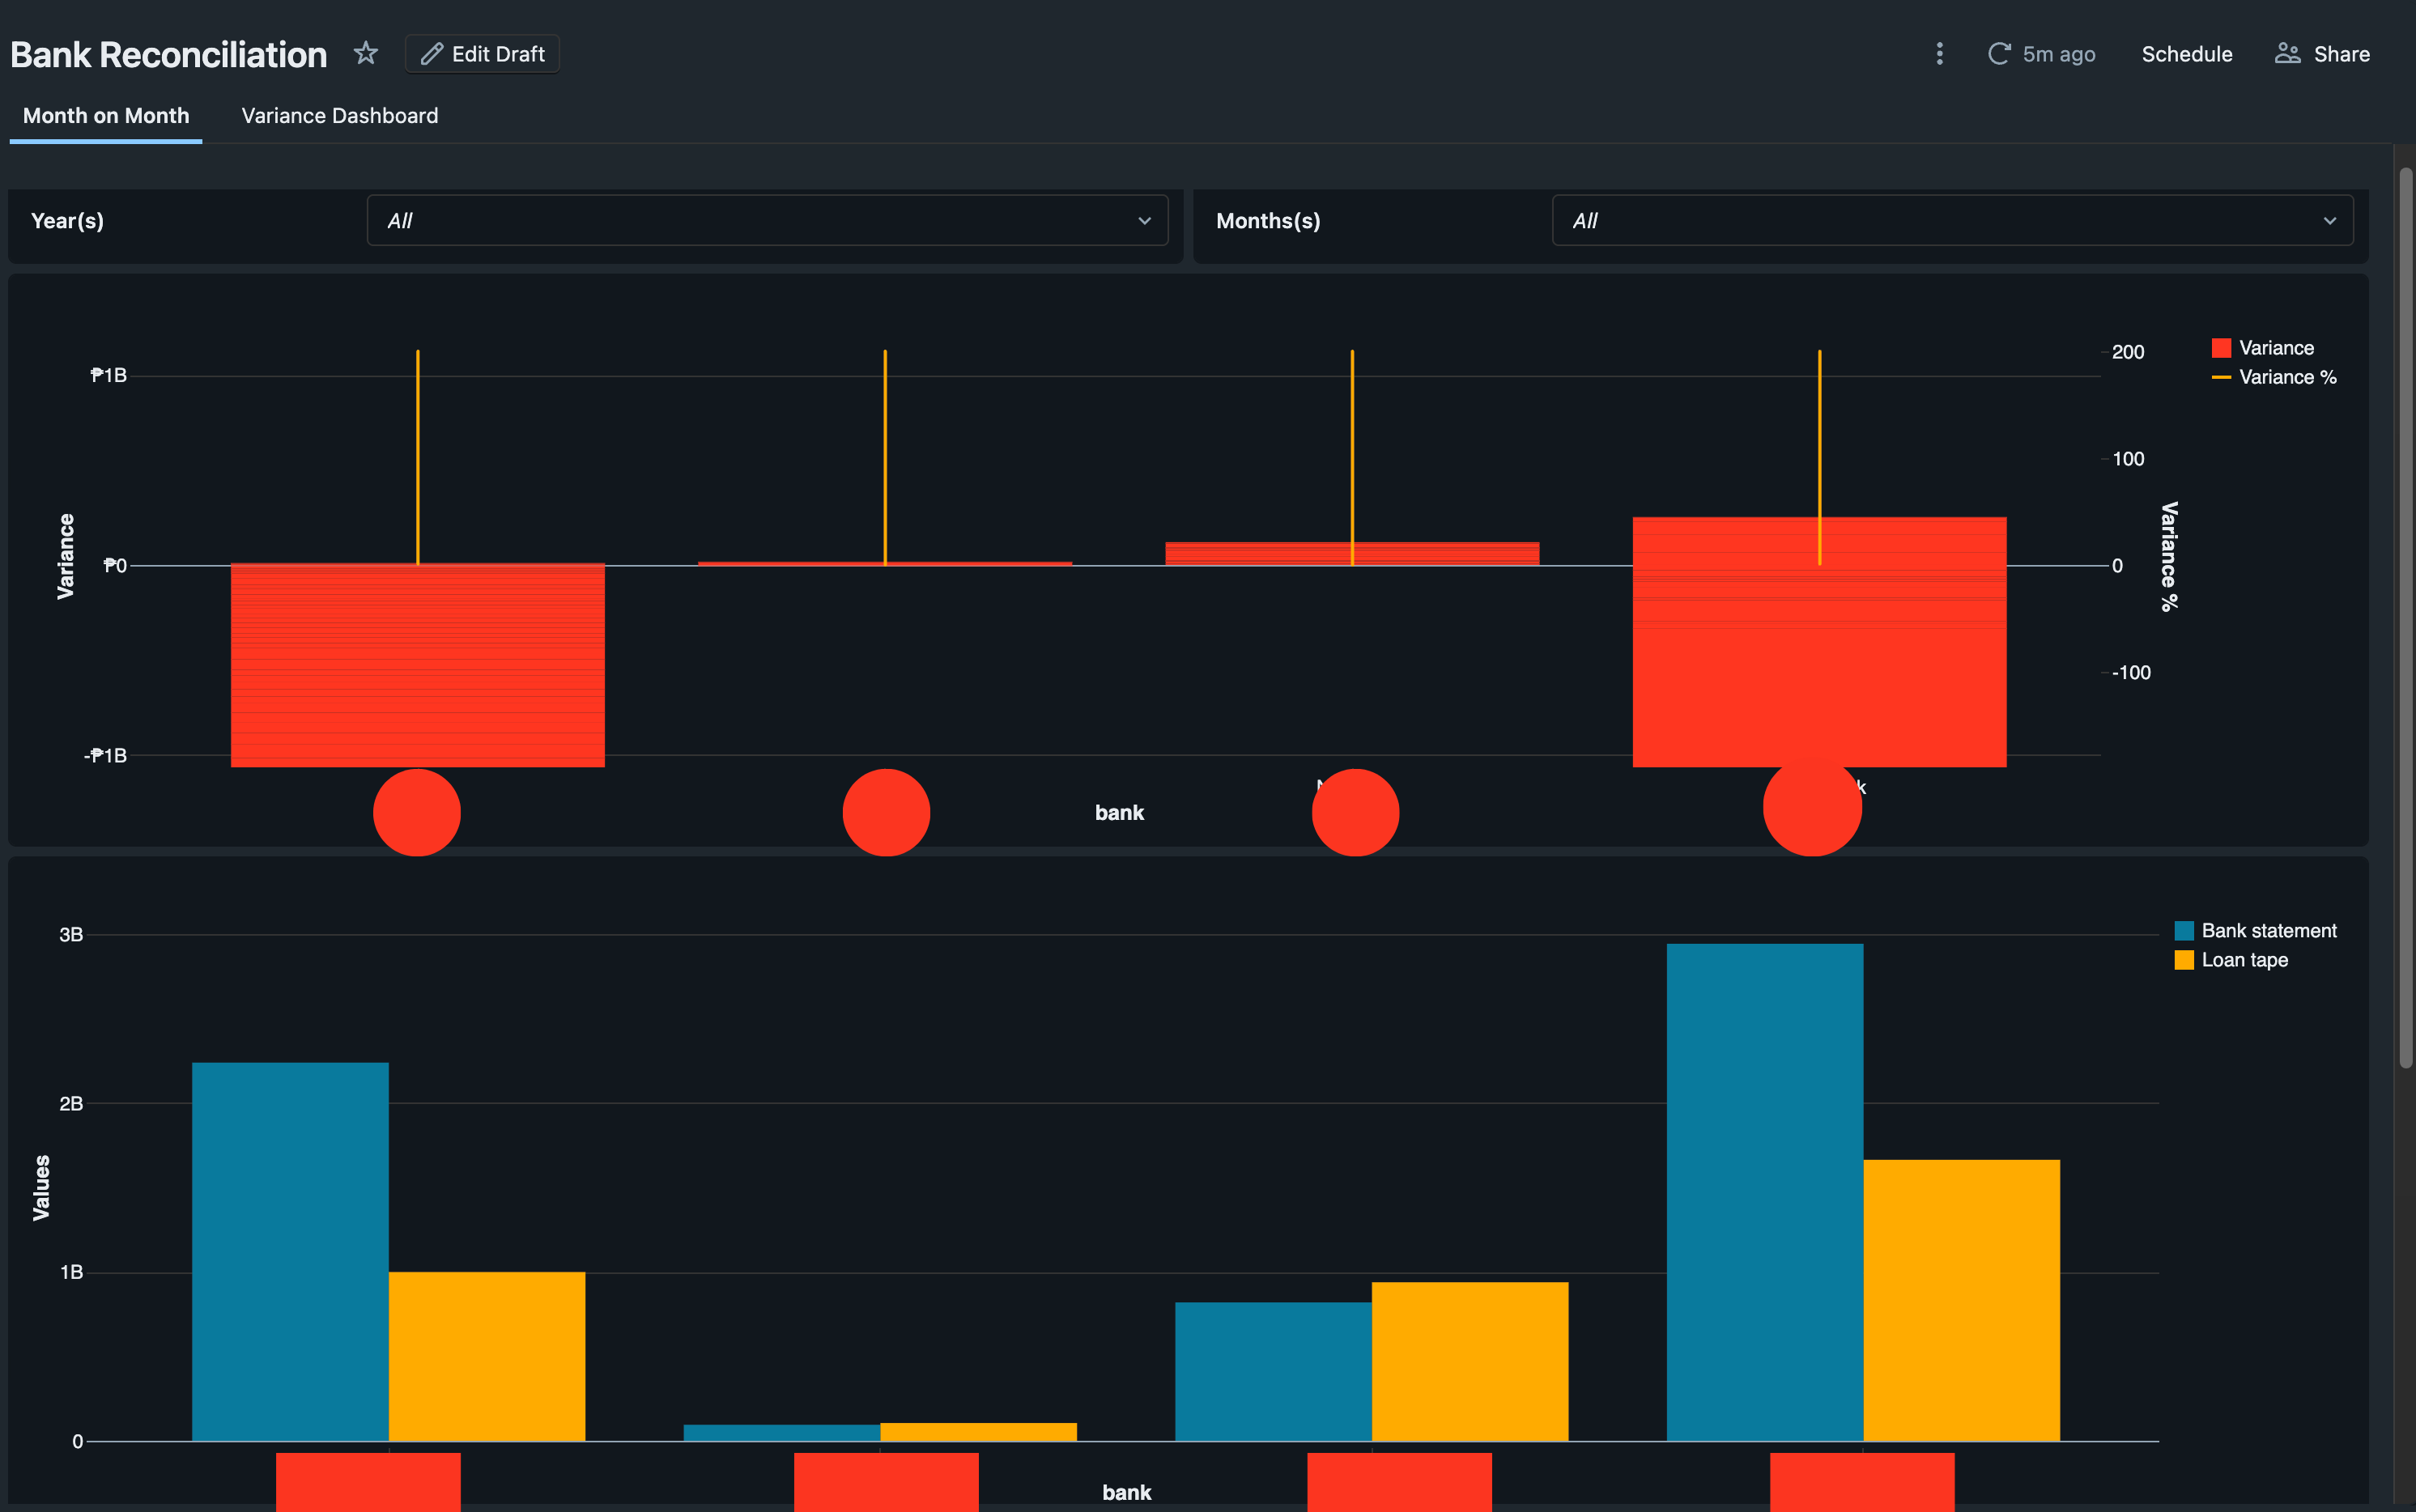 Bank Reconciliation
Edit Draft
5m ago
Schedule
Share
Month on Month
Variance Dashboard
Year(s)
All
Months(s)
All
₱1B
₱0
-₱1B
Variance
200
100
0
-100
Variance %
Variance
Variance %
k
bank
3B
2B
1B
0
Values
Bank statement
Loan tape
bank